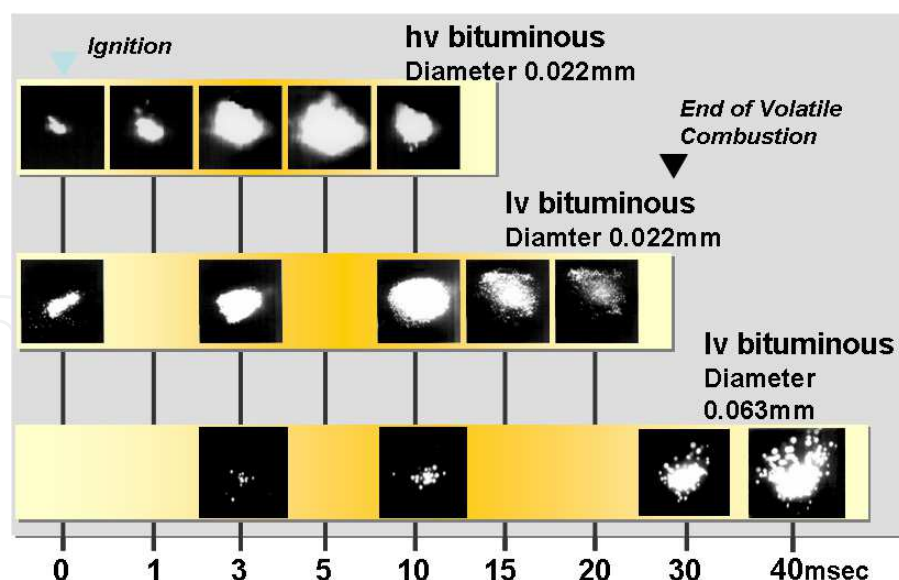 Ignition
hv bituminous
Diameter 0.022mm
End of Volatile
Combustion
lv bituminous
Diamter 0.022mm
lv bituminous
Diameter
0.063mm
0 1 3 5 10 15 20 30 40msec